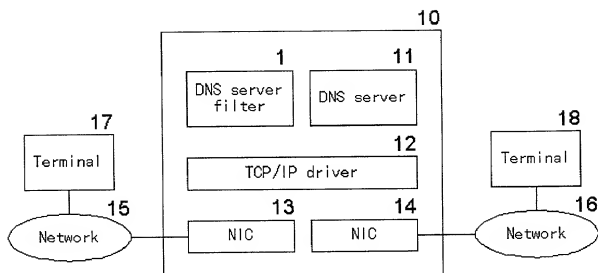 10
1
11
DNS server
filter
DNS server
17
18
Terminal
12
Terminal
TCP/IP driver
15
13
14
16
Network
NIC
NIC
Network